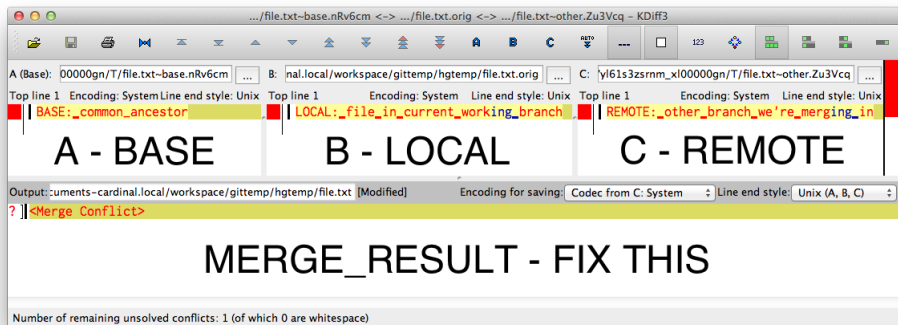 .../file.txt~base.nRv6cm <-> .../file.txt.orig <-> .../file.txt~other.Zu3Vcq - KDiff3
A B C AUTO 123
A (Base): 00000gn/T/file.txt~base.nRv6cm ... B: nal.local/workspace/gittemp/hgtemp/file.txt.orig ... C: 'yl61s3zsrnm_xl00000gn/T/file.txt~other.Zu3Vcq ...
Top line 1 Encoding: System Line end style: Unix Top line 1 Encoding: System Line end style: Unix Top line 1 Encoding: System Line end style: Unix
BASE:_common_ancestor LOCAL:_file_in_current_working_branch REMOTE:_other_branch_we're_merging_in
A - BASE B - LOCAL C - REMOTE
Output: :uments-cardinal.local/workspace/gittemp/hgtemp/file.txt [Modified] Encoding for saving: Codec from C: System Line end style: Unix (A, B, C)
? <Merge Conflict>
MERGE_RESULT - FIX THIS
Number of remaining unsolved conflicts: 1 (of which 0 are whitespace)